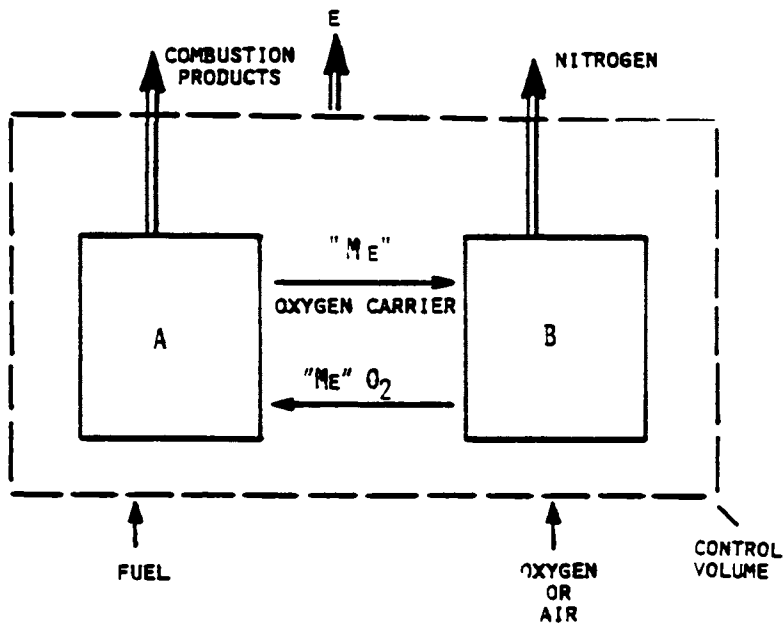 E
COMBUSTION
PRODUCTS
NITROGEN
"ME"
OXYGEN CARRIER
A
B
"ME" O2
FUEL
OXYGEN
OR
AIR
CONTROL
VOLUME